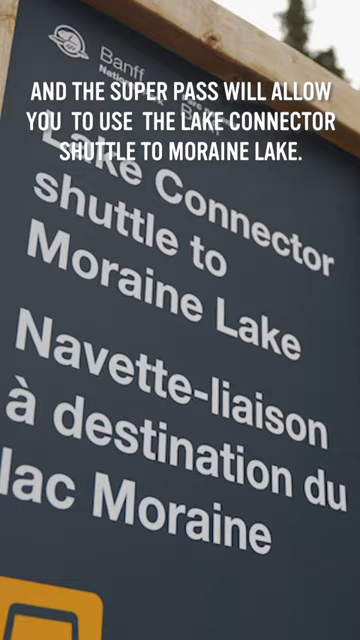 Banff
AND THE SUPER PASS WILL ALLOW
YOU TO USE THE LAKE CONNECTOR
SHUTTLE TO MORAINE LAKE.
Lake Connector
shuttle to
Moraine Lake
Navette-liaison
à destination du
lac Moraine